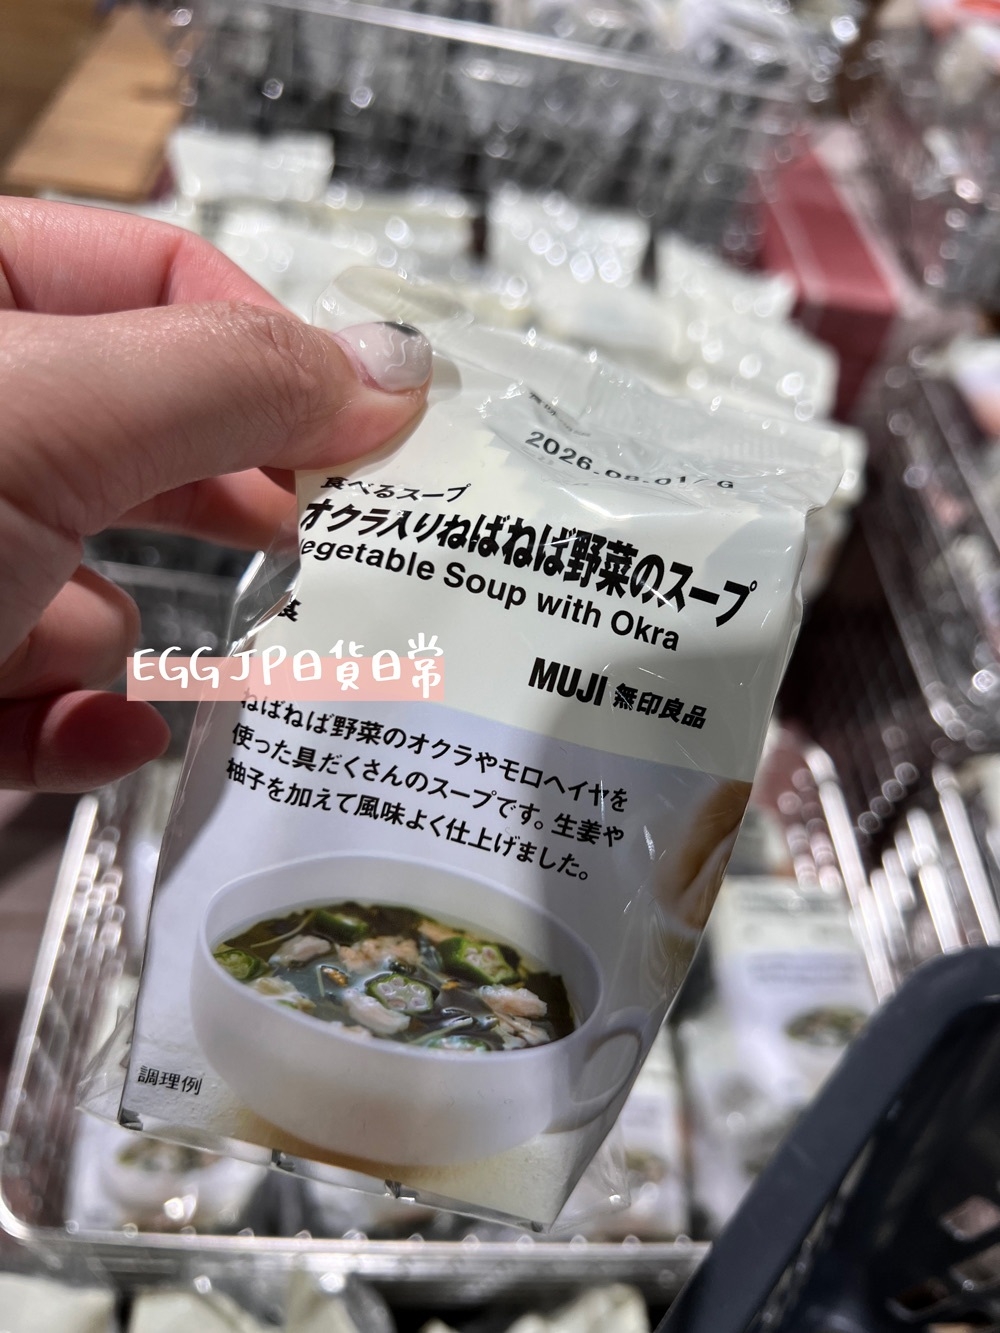 2026.08.01/ G
食べるスープ
オクラ入りねばねば野菜のスープ
egetable Soup with Okra
食
MUJI 無印良品
EGG JP日貨日常
ねばねば野菜のオクラやモロヘイヤを
使った具だくさんのスープです。生姜や
柚子を加えて風味よく仕上げました。
調理例